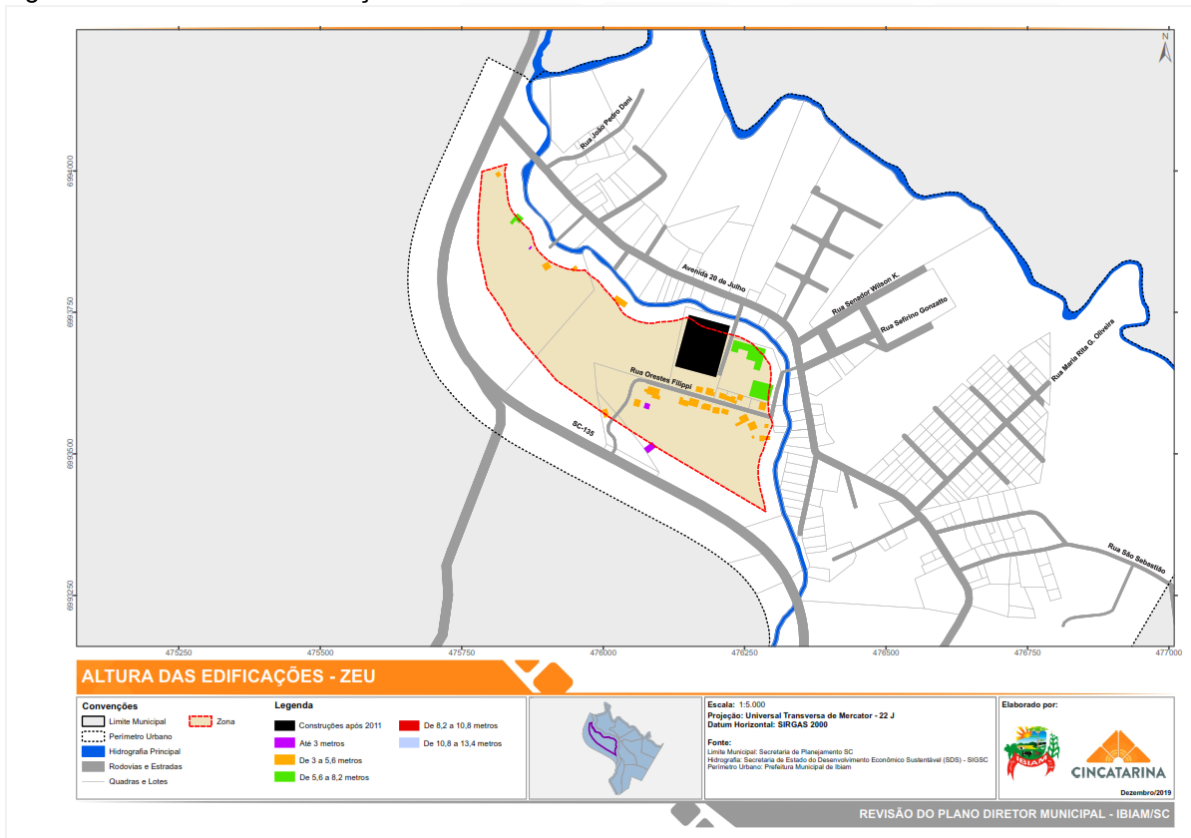 N
Rua João Pedro Dani
6994000
Avenida 20 de Julho
Rua Senador Wilson K.
Rua Sefirino Gonzatto
6993750
Rua Maria Rita G. Oliveira
Rua Orestes Filippi
SC-135
6993500
Rua São Sebastião
6993250
475250 475500 475750 476000 476250 476500 476750 477000
ALTURA DAS EDIFICAÇÕES - ZEU
Convenções
Limite Municipal
Zona
Perímetro Urbano
Hidrografia Principal
Rodovias e Estradas
Quadras e Lotes
Legenda
Construções após 2011
De 8,2 a 10,8 metros
Até 3 metros
De 10,8 a 13,4 metros
De 3 a 5,6 metros
De 5,6 a 8,2 metros
Escala: 1:5.000
Projeção: Universal Transversa de Mercator - 22 J
Datum Horizontal: SIRGAS 2000
Fonte:
Limite Municipal: Secretaria de Planejamento SC
Hidrografia: Secretaria de Estado do Desenvolvimento Econômico Sustentável (SDS) - SIGSC
Perímetro Urbano: Prefeitura Municipal de Ibiam
Elaborado por:
IBIAM
CINCATARINA
Dezembro/2019
REVISÃO DO PLANO DIRETOR MUNICIPAL - IBIAM/SC